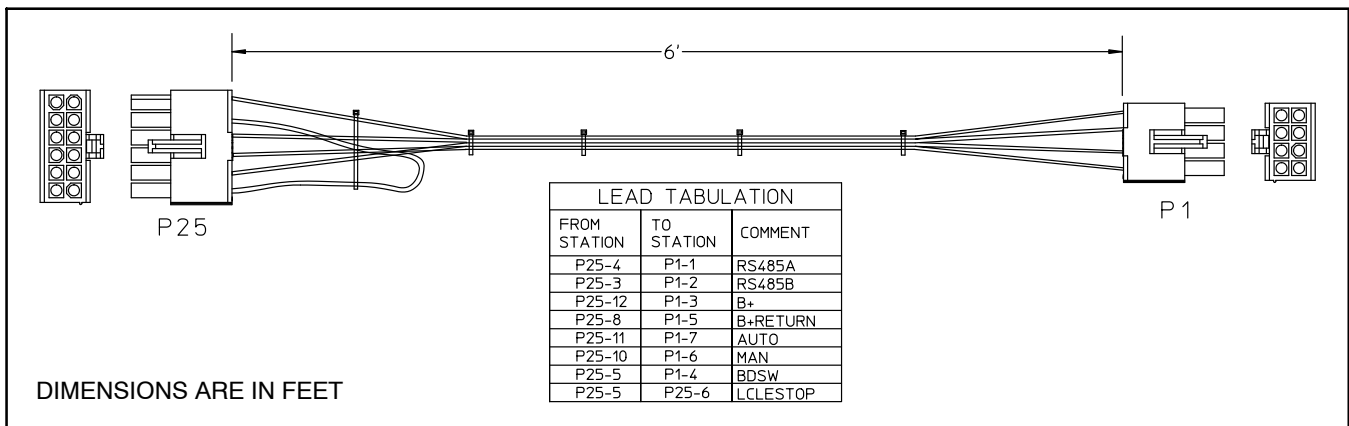 6'
P25
P1
LEAD TABULATION
FROM STATION TO STATION COMMENT
P25-4 P1-1 RS485A
P25-3 P1-2 RS485B
P25-12 P1-3 B+
P25-8 P1-5 B+RETURN
P25-11 P1-7 AUTO
P25-10 P1-6 MAN
P25-5 P1-4 BDSW
P25-5 P25-6 LCLESTOP
DIMENSIONS ARE IN FEET